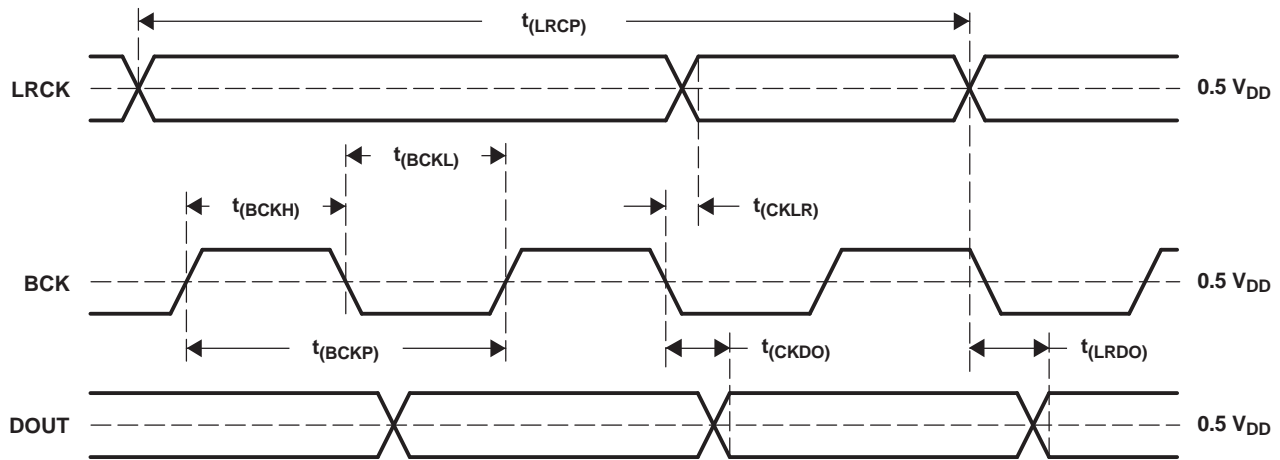 t(LRCP)
LRCK
0.5 VDD
t(BCKL)
t(BCKH)
t(CKLR)
BCK
0.5 VDD
t(BCKP)
t(CKDO)
t(LRDO)
DOUT
0.5 VDD